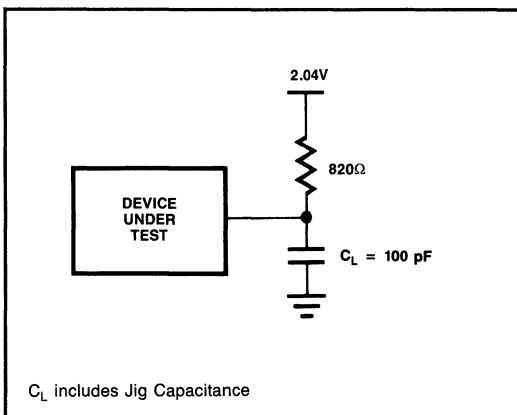 2.04V
820Ω
DEVICE
UNDER
TEST
C_L = 100 pF
C_L includes Jig Capacitance